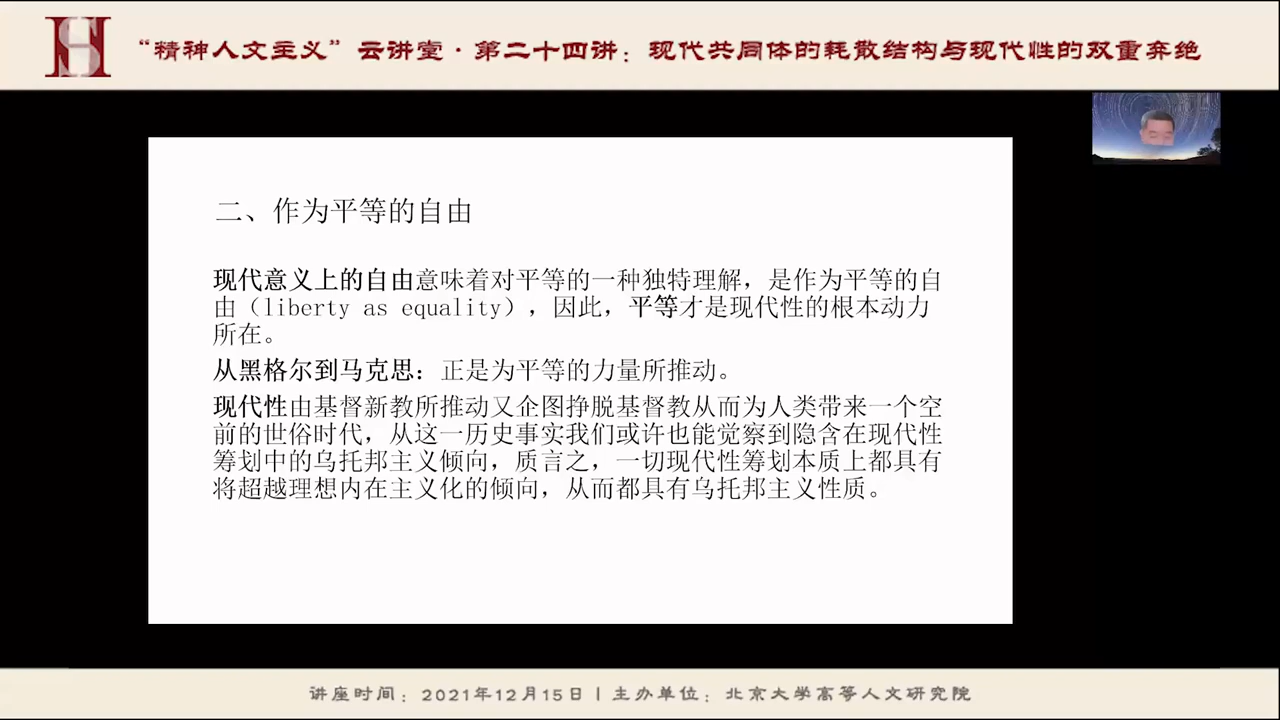 “精神人文主义”云讲堂·第二十四讲：现代共同体的耗散结构与现代性的双重弃绝
二、作为平等的自由
现代意义上的自由意味着对平等的一种独特理解，是作为平等的自
由（liberty as equality），因此，平等才是现代性的根本动力
所在。
从黑格尔到马克思：正是为平等的力量所推动。
现代性由基督新教所推动又企图挣脱基督教从而为人类带来一个空
前的世俗时代，从这一历史事实我们或许也能觉察到隐含在现代性
筹划中的乌托邦主义倾向，质言之，一切现代性筹划本质上都具有
将超越理想内在主义化的倾向，从而都具有乌托邦主义性质。
讲座时间：2021年12月15日 | 主办单位：北京大学高等人文研究院